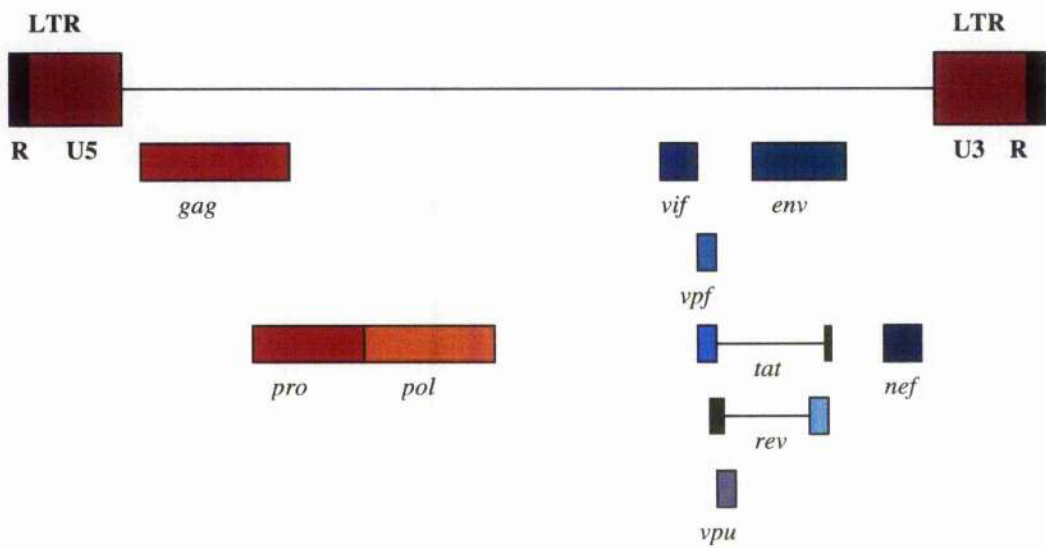 LTR LTR
R U5 U3 R
gag vif env
vpf
pro pol tat nef
rev
vpu